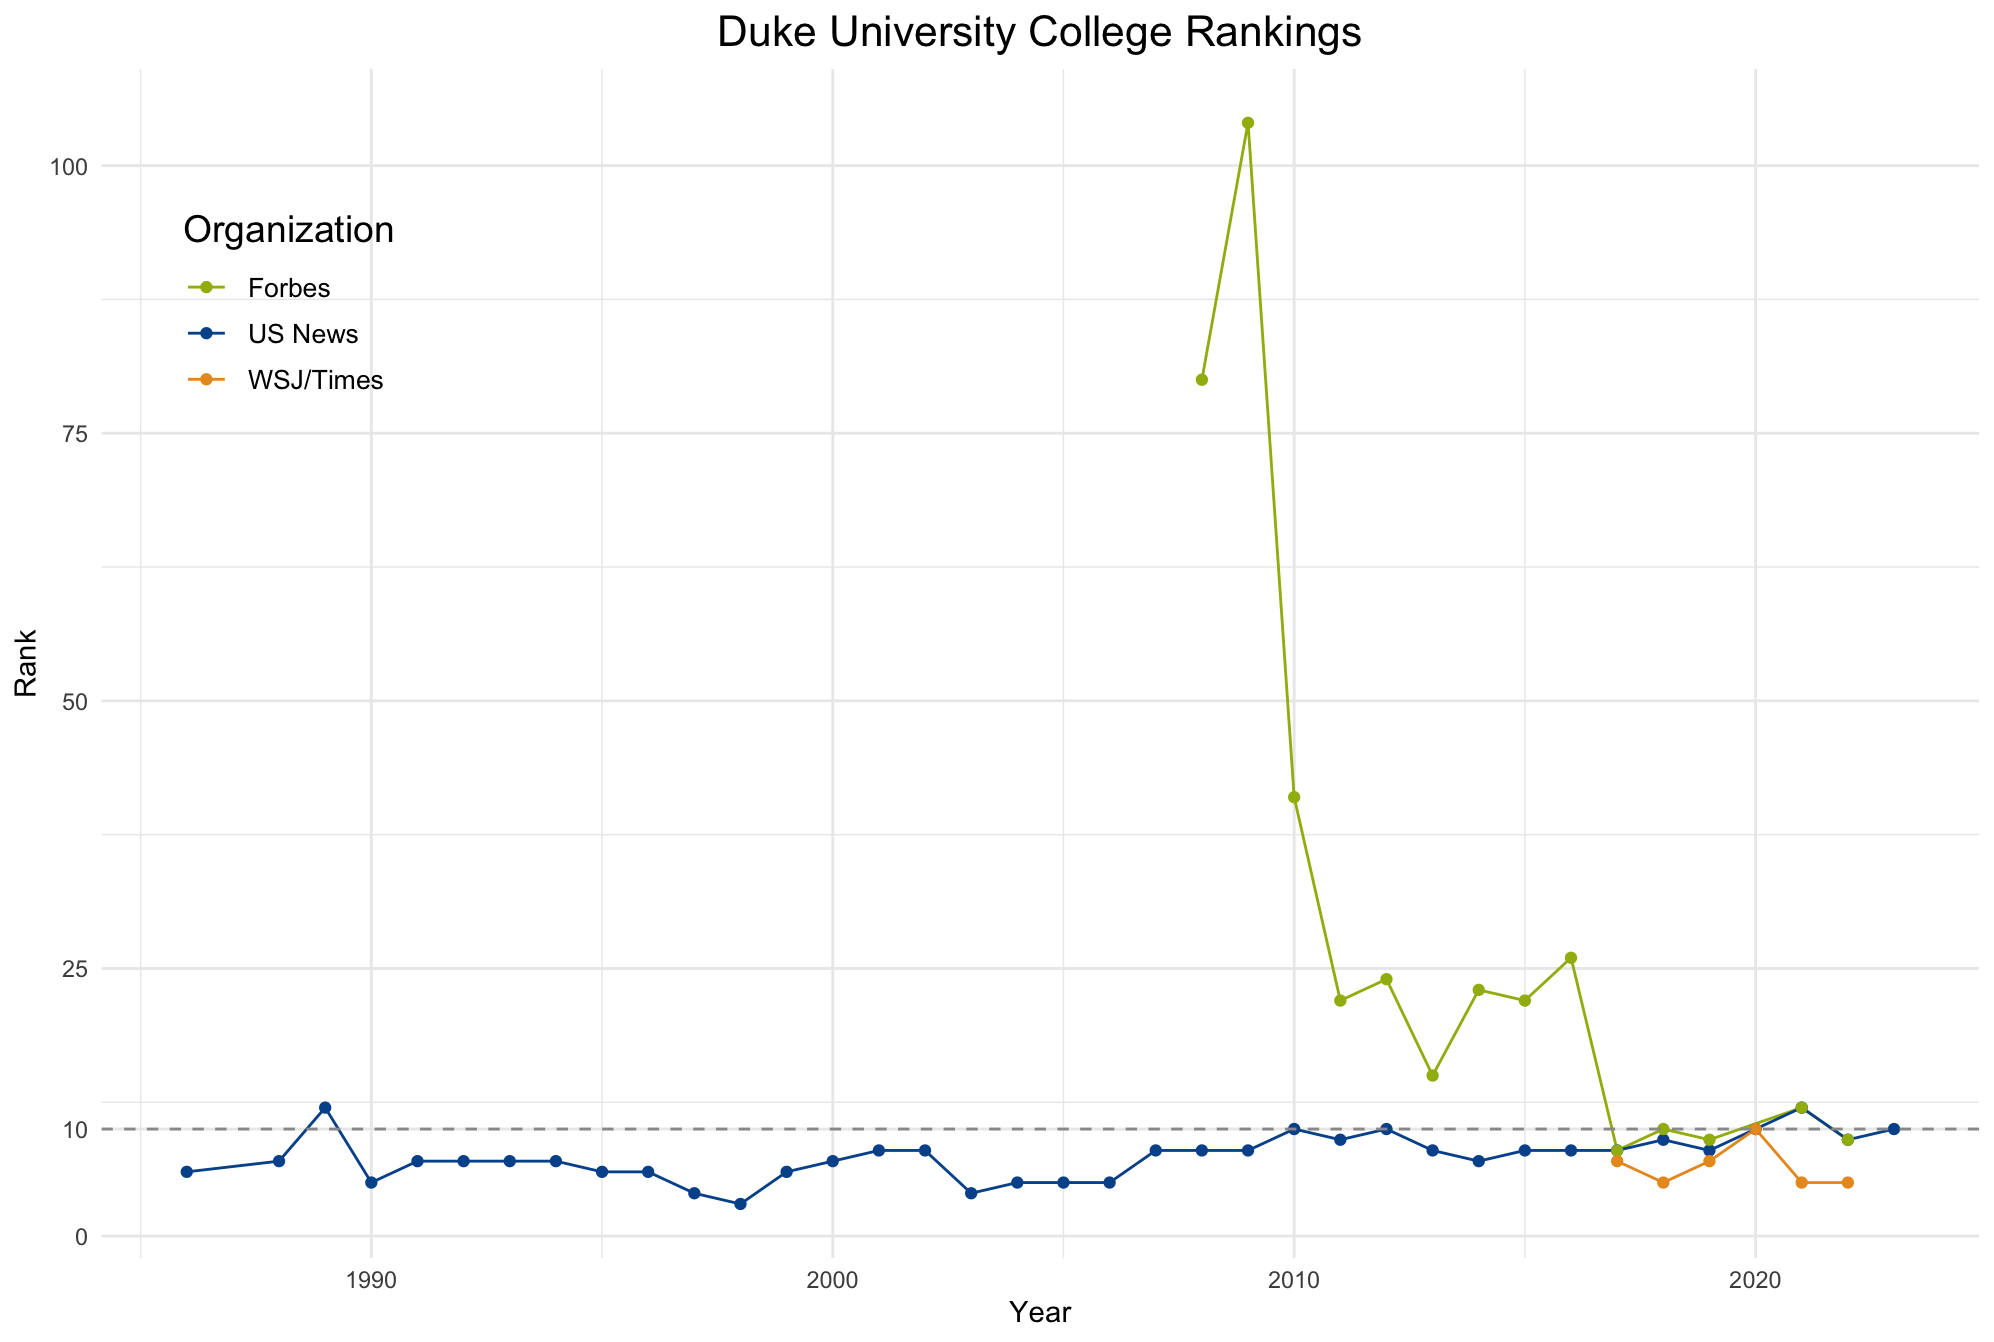 Duke University College Rankings
100
75
50
25
10
0
Rank
Organization
Forbes
US News
WSJ/Times
1990
2000
2010
2020
Year